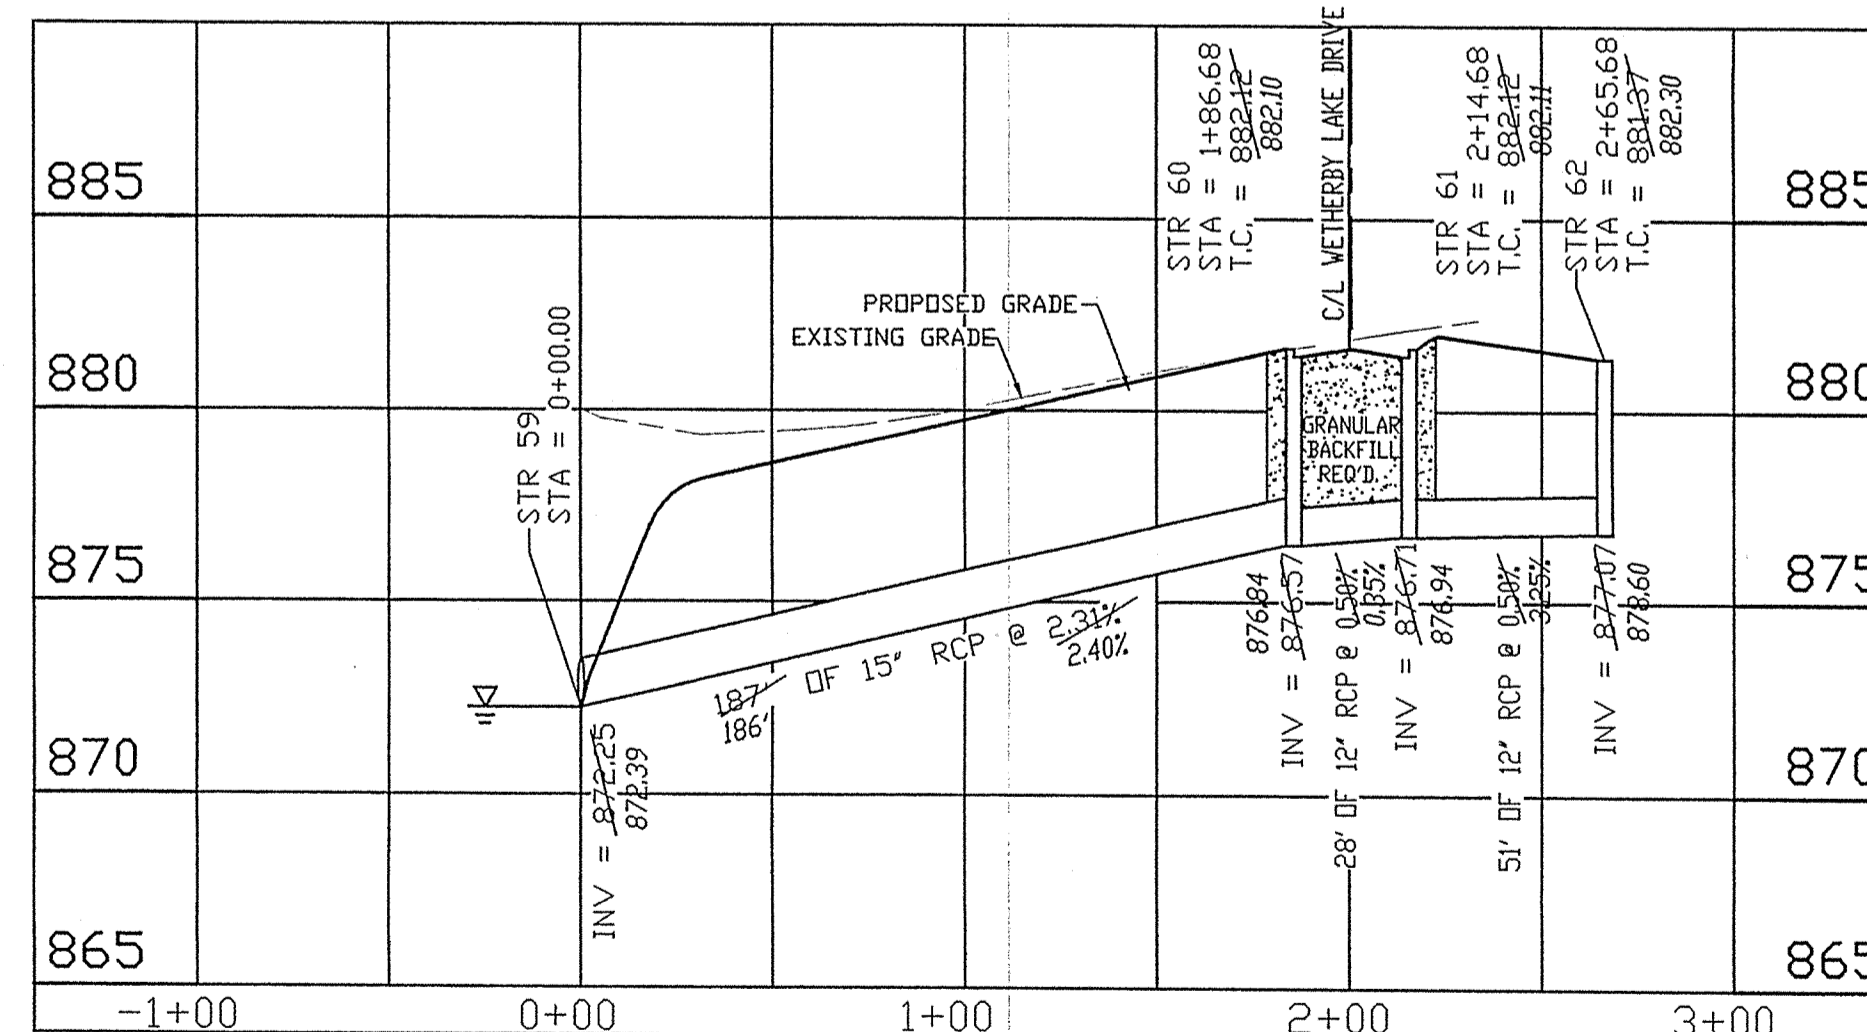 885
880
875
870
865
885
880
875
870
865
-1+00
0+00
1+00
2+00
3+00
STR 59
STA = 0+00.00
EXISTING GRADE
PROPOSED GRADE
STR 60
STA = 1+86.68
T.C. = 882.12
882.10
C/L WETHERBY LAKE DRIVE
STR 61
STA = 2+14.68
T.C. = 882.12
882.11
STR 62
STA = 2+65.68
T.C. = 881.37
882.30
GRANULAR
BACKFILL
REQ'D.
187' OF 15" RCP @ 2.31%
186'
2.40%
INV = 872.25
872.39
876.84
INV = 876.57
28' OF 12" RCP @ 0.50%
0.35%
INV = 876.71
876.94
51' OF 12" RCP @ 0.50%
3.25%
INV = 877.07
878.60